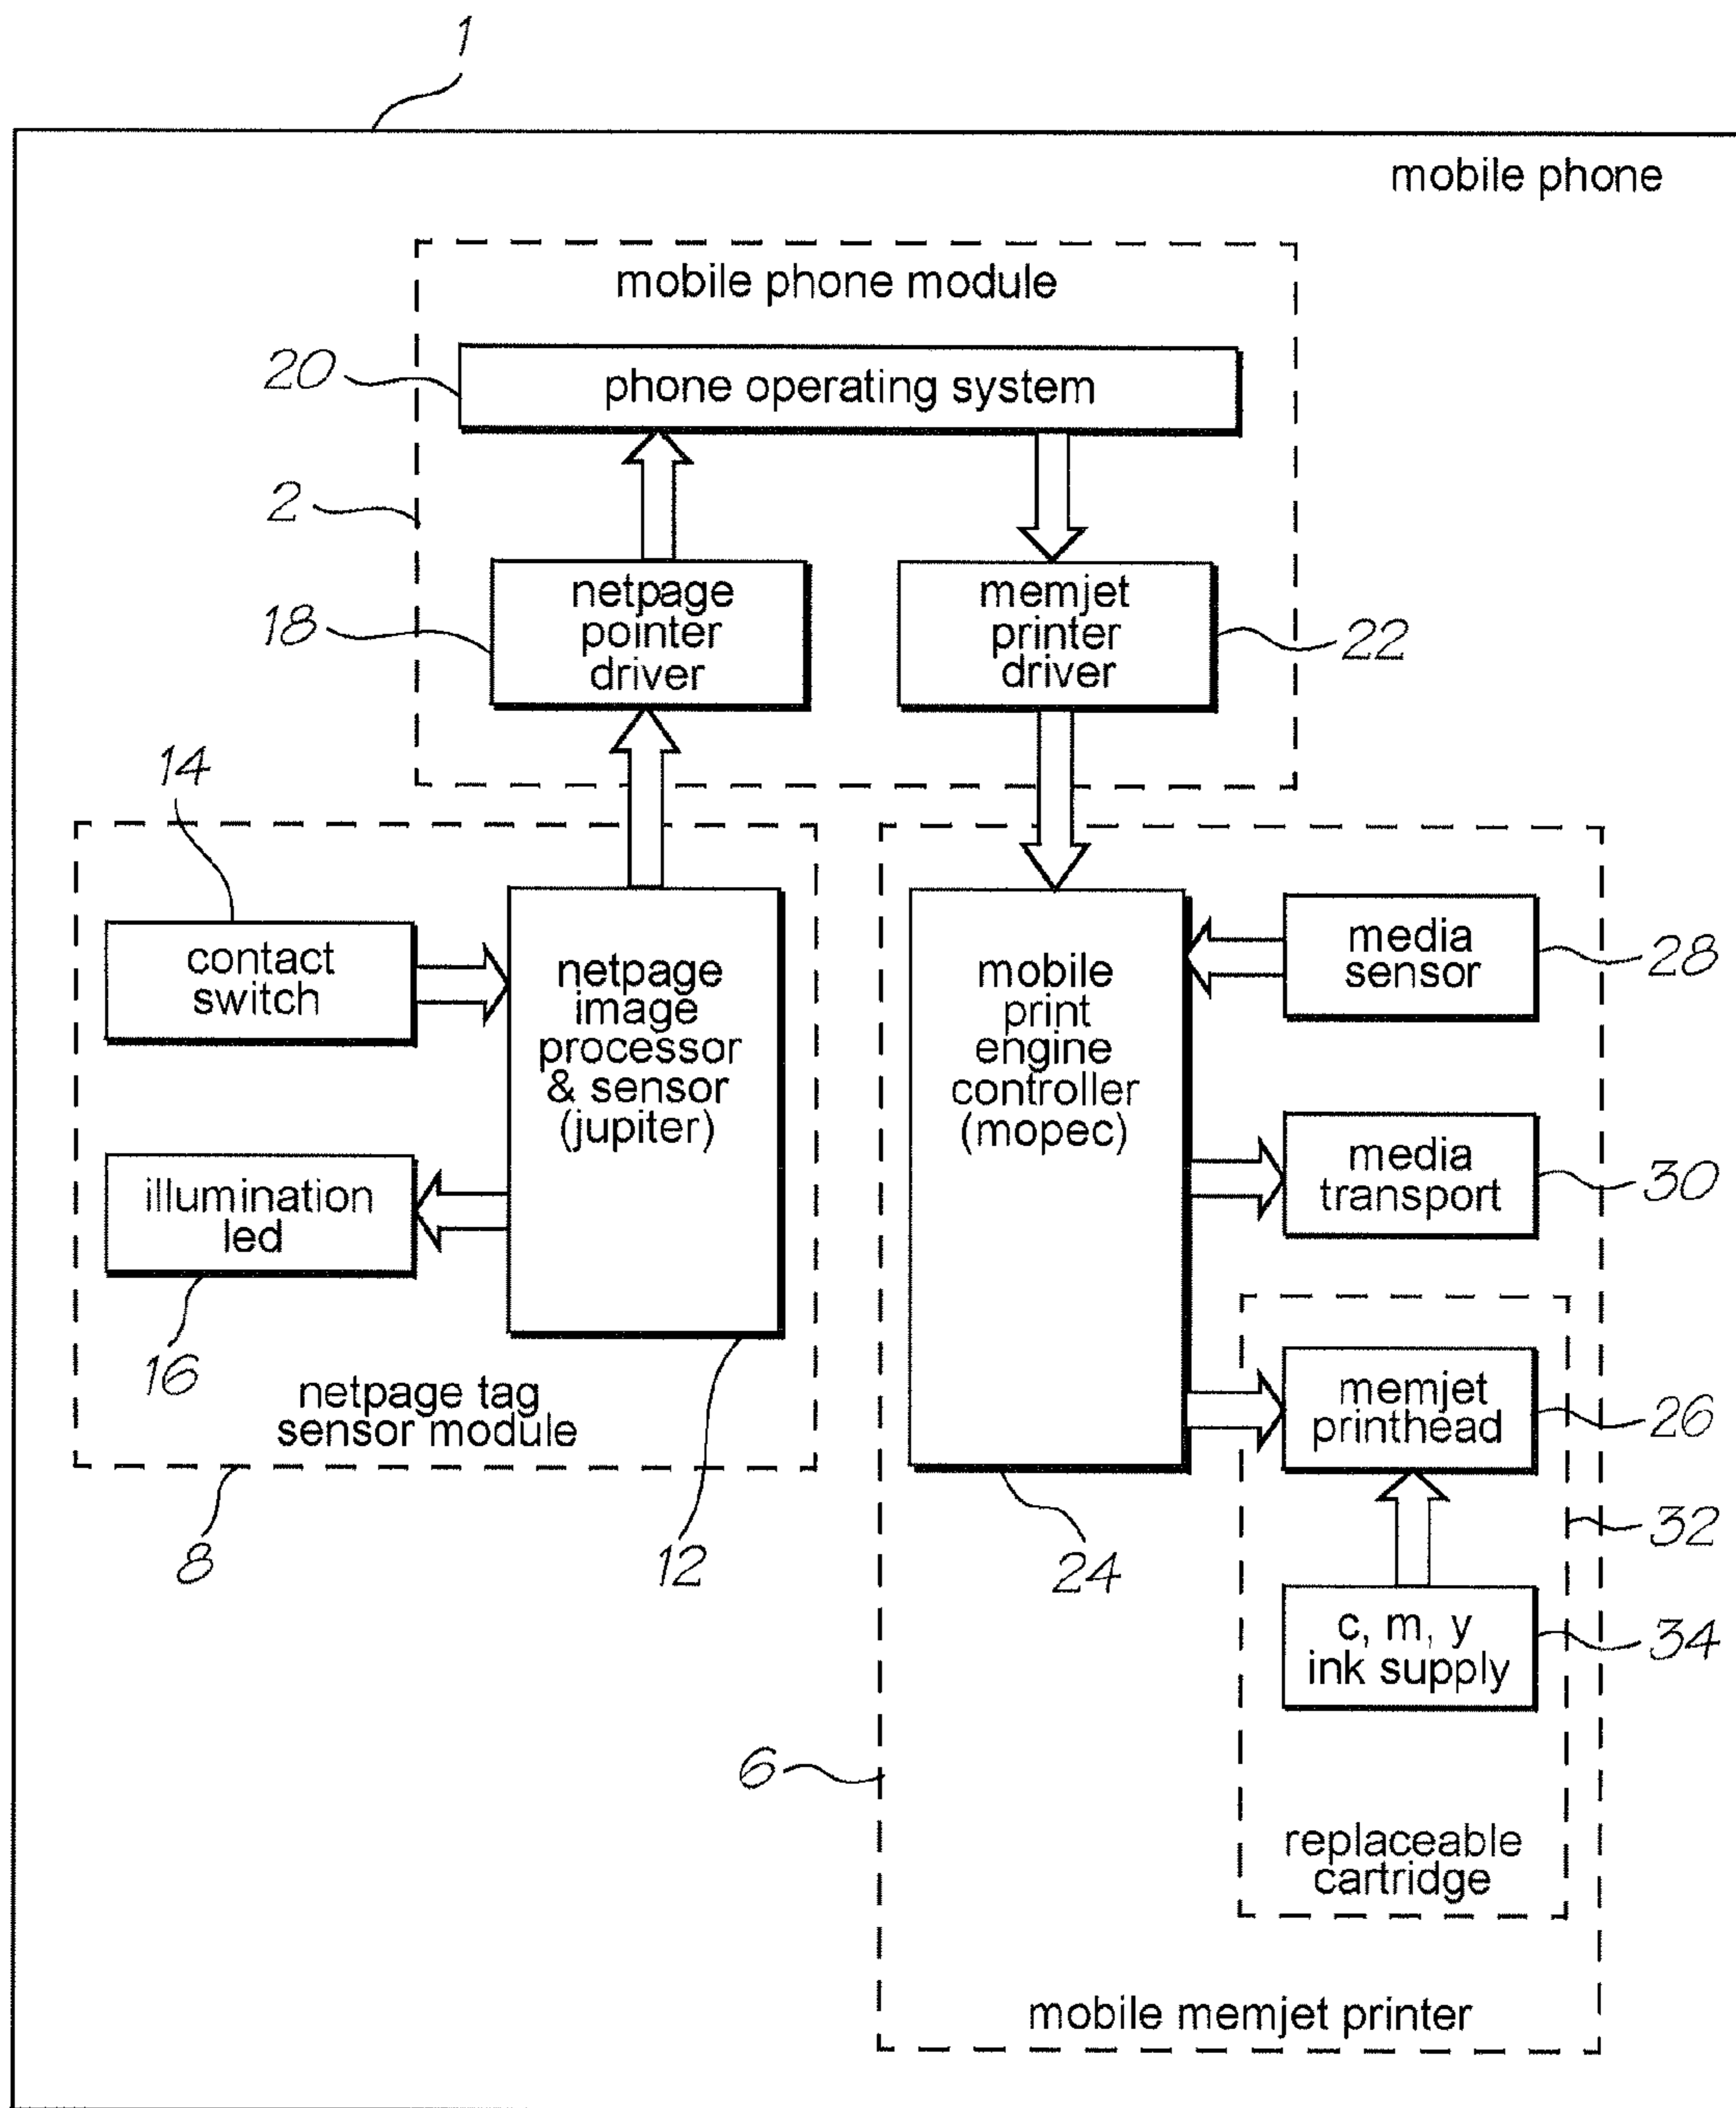 1
mobile phone
mobile phone module
20
phone operating system
2
18
netpage
pointer
driver
memjet
printer
driver
22
14
contact
switch
netpage
image
processor
& sensor
(jupiter)
illumination
led
16
netpage tag
sensor module
8
12
mobile
print
engine
controller
(mopec)
24
media
sensor
28
media
transport
30
memjet
printhead
26
32
c, m, y
ink supply
34
6
replaceable
cartridge
mobile memjet printer